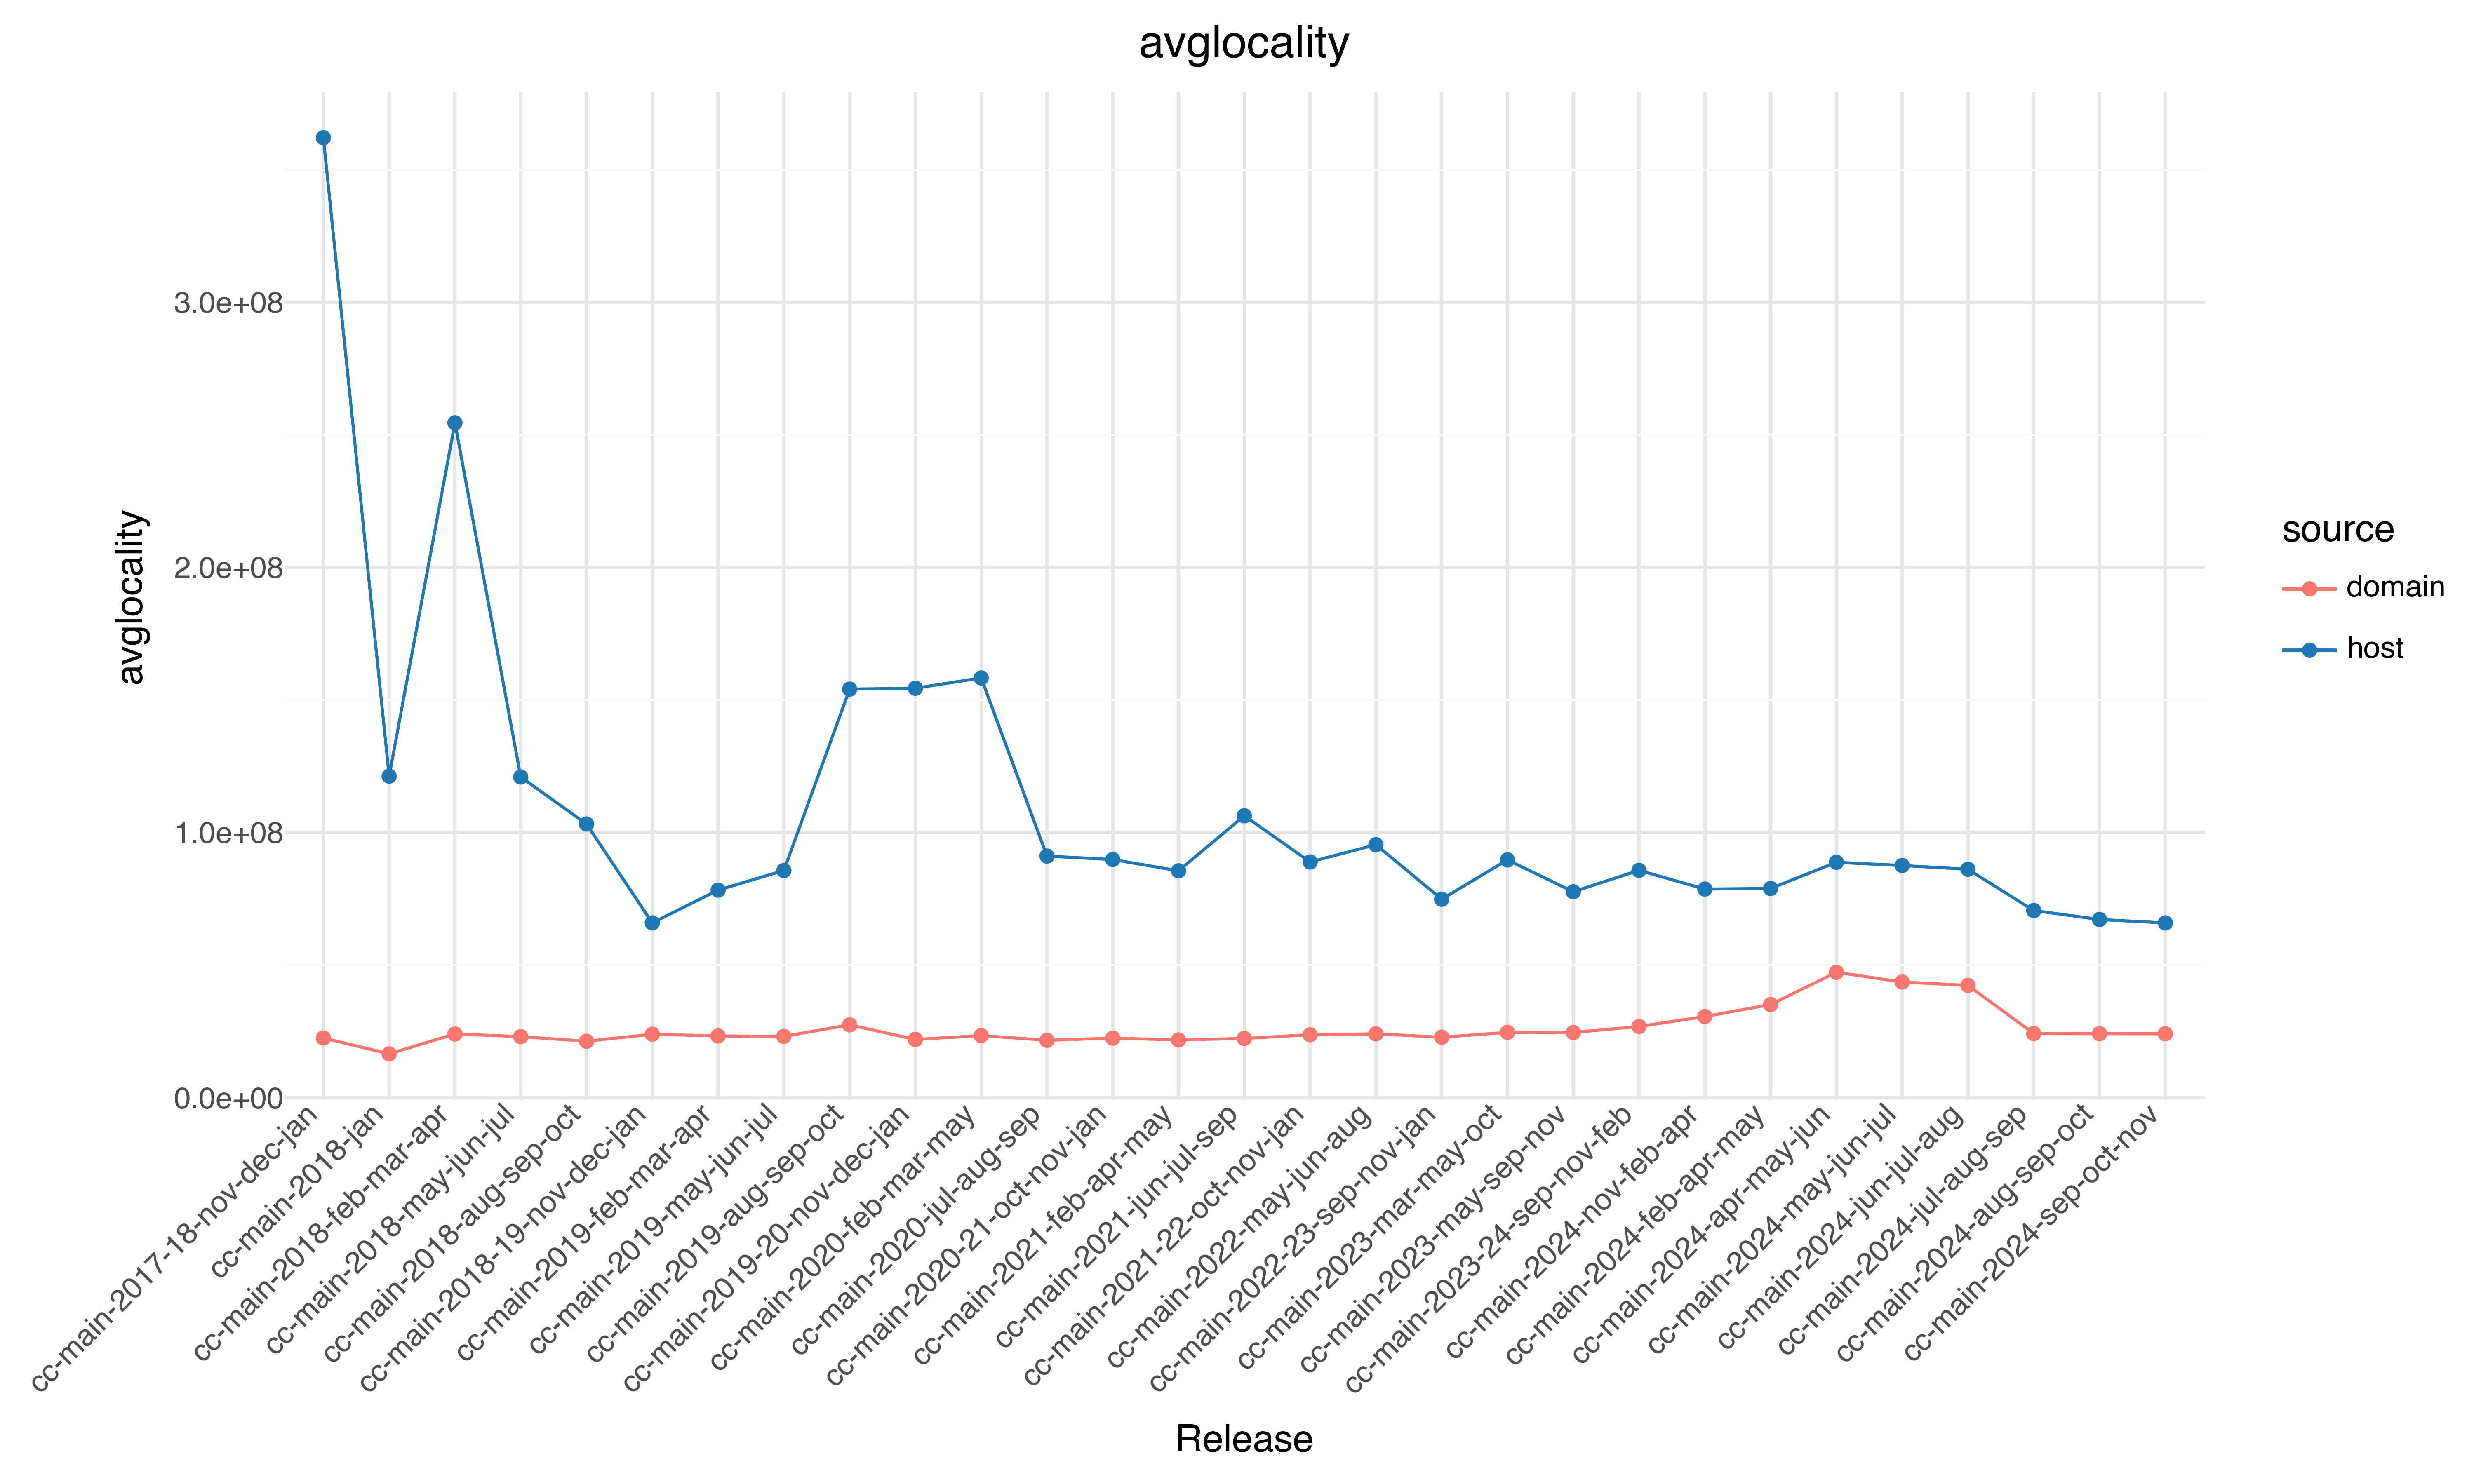 avglocality
avglocality
3.0e+08
2.0e+08
1.0e+08
0.0e+00
cc-main-2017-18-nov-dec-jan
cc-main-2018-jan
cc-main-2018-feb-mar-apr
cc-main-2018-may-jun-jul
cc-main-2018-aug-sep-oct
cc-main-2018-19-nov-dec-jan
cc-main-2019-feb-mar-apr
cc-main-2019-may-jun-jul
cc-main-2019-aug-sep-oct
cc-main-2019-20-nov-dec-jan
cc-main-2020-feb-mar-may
cc-main-2020-jul-aug-sep
cc-main-2020-21-oct-nov-jan
cc-main-2021-feb-apr-may
cc-main-2021-jun-jul-sep
cc-main-2021-22-oct-nov-jan
cc-main-2022-may-jun-aug
cc-main-2022-23-sep-nov-jan
cc-main-2023-mar-may-oct
cc-main-2023-may-sep-nov
cc-main-2023-24-sep-nov-feb
cc-main-2024-nov-feb-apr
cc-main-2024-feb-apr-may
cc-main-2024-apr-may-jun
cc-main-2024-may-jun-jul
cc-main-2024-jun-jul-aug
cc-main-2024-jul-aug-sep
cc-main-2024-aug-sep-oct
cc-main-2024-sep-oct-nov
Release
source
domain
host